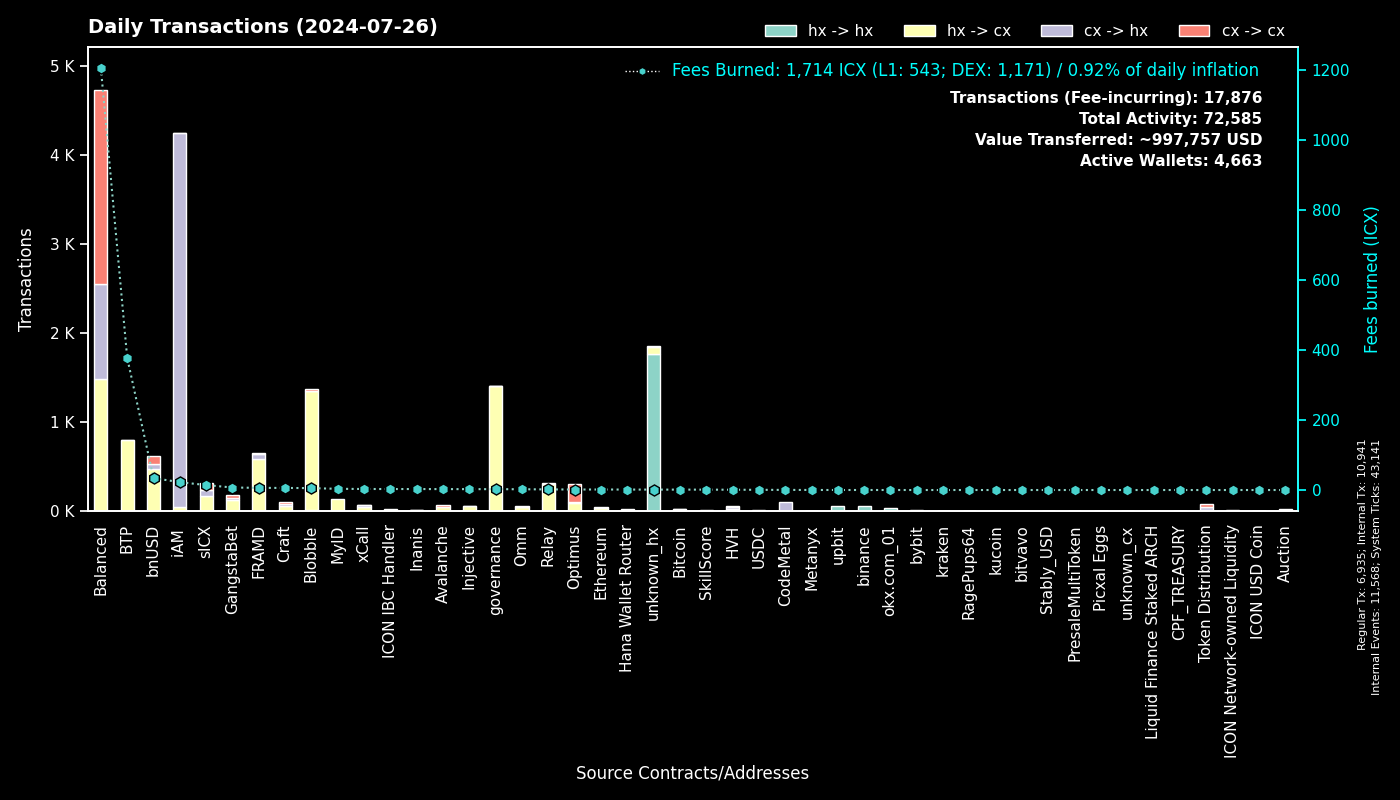 Daily Transactions (2024-07-26)
hx -> hx
hx -> cx
cx -> hx
cx -> cx
Fees Burned: 1,714 ICX (L1: 543; DEX: 1,171) / 0.92% of daily inflation
Transactions (Fee-incurring): 17,876
Total Activity: 72,585
Value Transferred: ~997,757 USD
Active Wallets: 4,663
Transactions
5 K
4 K
3 K
2 K
1 K
0 K
1200
1000
800
600
400
200
0
Fees burned (ICX)
Regular Tx: 6,935; Internal Tx: 10,941
Internal Events: 11,568; System Ticks: 43,141
Balanced
BTP
bnUSD
iAM
sICX
GangstaBet
FRAMD
Craft
Blobble
MyID
xCall
ICON IBC Handler
Inanis
Avalanche
Injective
governance
Omm
Relay
Optimus
Ethereum
Hana Wallet Router
unknown_hx
Bitcoin
SkillScore
HVH
USDC
CodeMetal
Metanyx
upbit
binance
okx.com_01
bybit
kraken
RagePups64
kucoin
bitvavo
Stably_USD
PresaleMultiToken
Picxal Eggs
unknown_cx
Liquid Finance Staked ARCH
CPF_TREASURY
Token Distribution
ICON Network-owned Liquidity
ICON USD Coin
Auction
Source Contracts/Addresses